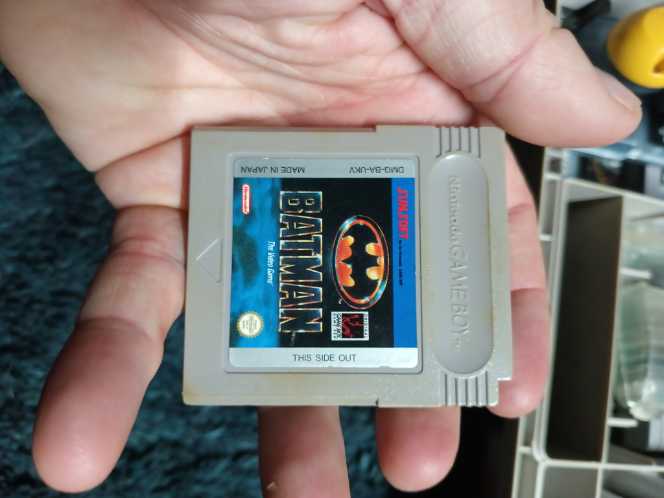 Nintendo GAME BOY
SUNSOFT
BATMAN
The Video Game
Nintendo
DMG-BA-UKV
MADE IN JAPAN
THIS SIDE OUT